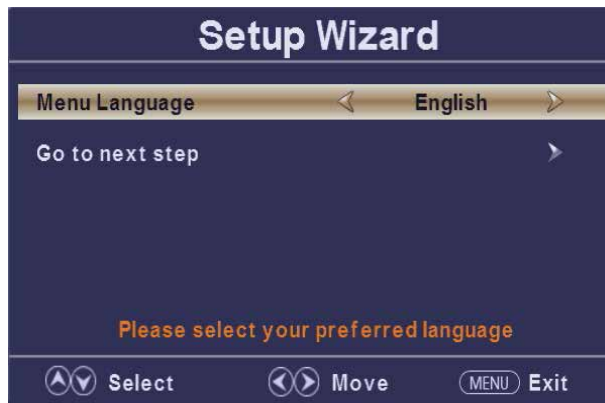 Setup Wizard
Menu Language English
Go to next step
Please select your preferred language
Select Move MENU Exit